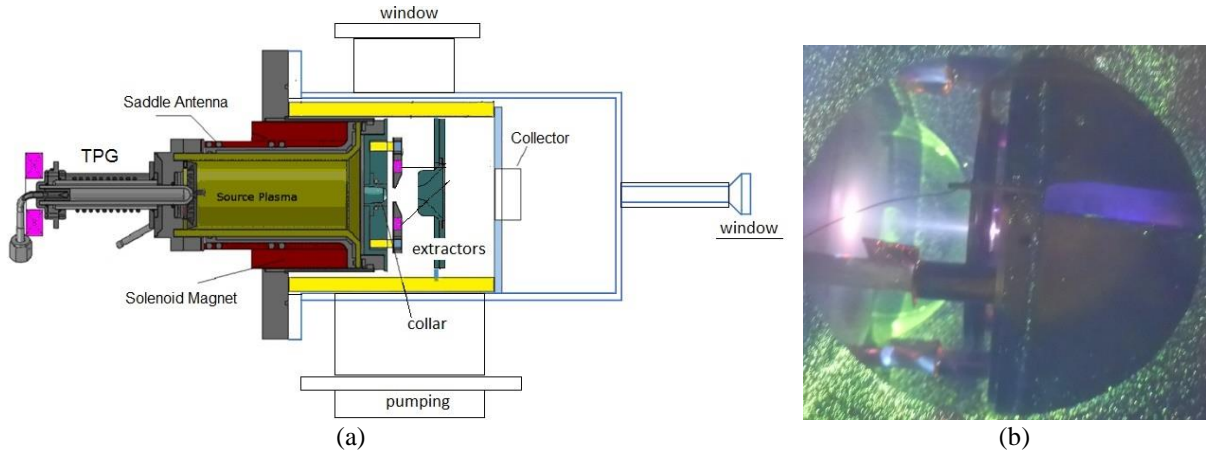 window
Saddle Antenna
TPG
Collector
Source Plasma
extractors
window
Solenoid Magnet
collar
pumping
(a)
(b)